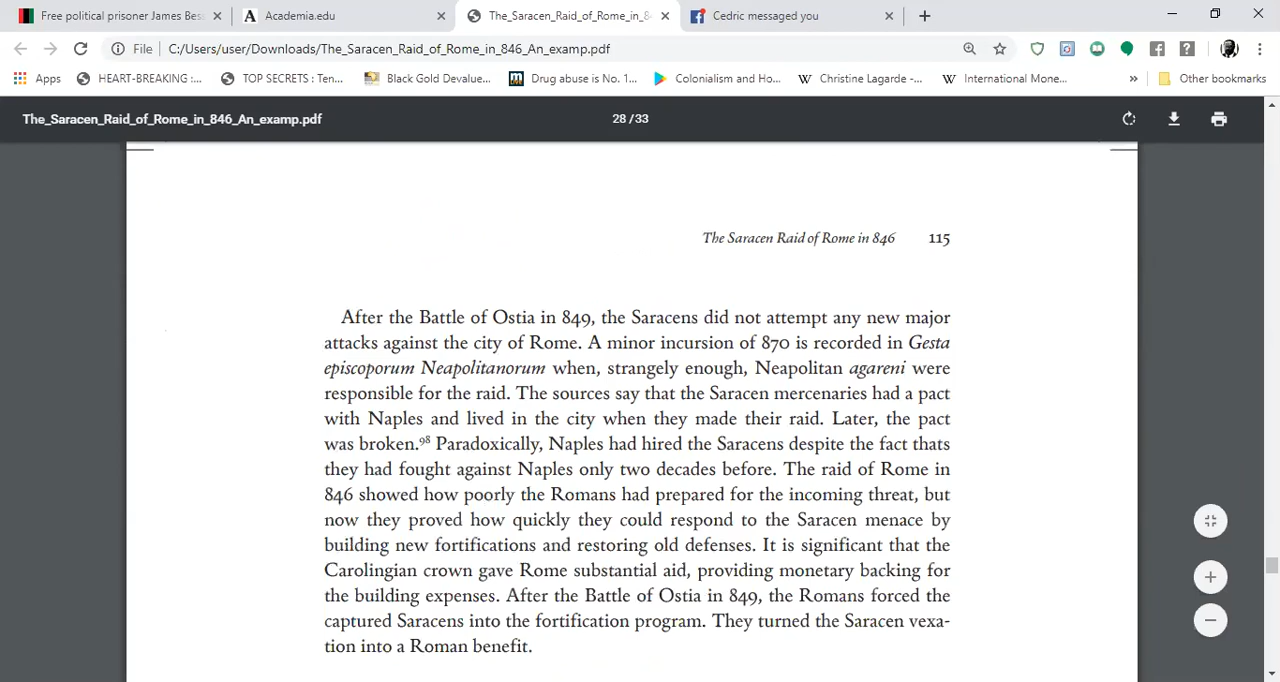 Free political prisoner James Bes
Academia.edu
The_Saracen_Raid_of_Rome_in_8
Cedric messaged you
File
C:/Users/user/Downloads/The_Saracen_Raid_of_Rome_in_846_An_examp.pdf
Apps
HEART-BREAKING :...
TOP SECRETS : Ten...
Black Gold Devalue...
Drug abuse is No. 1...
Colonialism and Ho...
Christine Lagarde -...
International Mone...
»
Other bookmarks
The_Saracen_Raid_of_Rome_in_846_An_examp.pdf
28 / 33
The Saracen Raid of Rome in 846 115
After the Battle of Ostia in 849, the Saracens did not attempt any new major
attacks against the city of Rome. A minor incursion of 870 is recorded in Gesta
episcoporum Neapolitanorum when, strangely enough, Neapolitan agareni were
responsible for the raid. The sources say that the Saracen mercenaries had a pact
with Naples and lived in the city when they made their raid. Later, the pact
was broken.⁹⁸ Paradoxically, Naples had hired the Saracens despite the fact thats
they had fought against Naples only two decades before. The raid of Rome in
846 showed how poorly the Romans had prepared for the incoming threat, but
now they proved how quickly they could respond to the Saracen menace by
building new fortifications and restoring old defenses. It is significant that the
Carolingian crown gave Rome substantial aid, providing monetary backing for
the building expenses. After the Battle of Ostia in 849, the Romans forced the
captured Saracens into the fortification program. They turned the Saracen vexa-
tion into a Roman benefit.